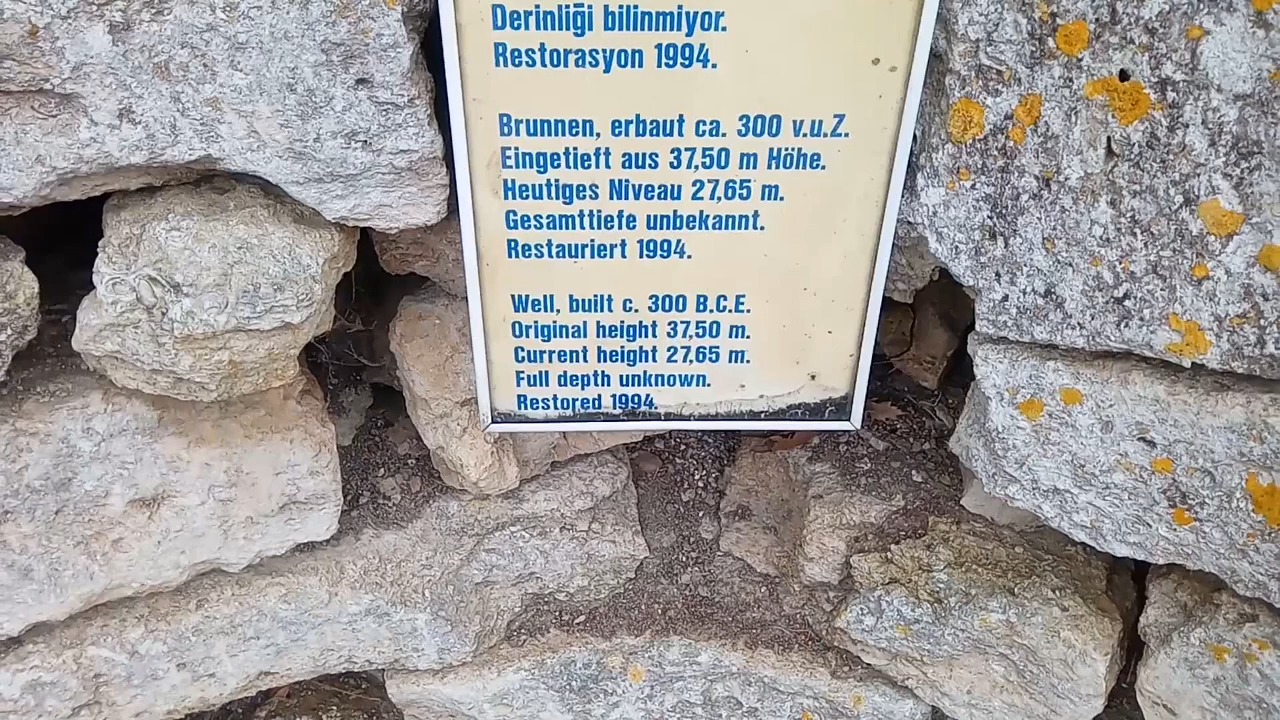 Derinliği bilinmiyor.
Restorasyon 1994.
Brunnen, erbaut ca. 300 v.u.Z.
Eingetieft aus 37,50 m Höhe.
Heutiges Niveau 27,65 m.
Gesamttiefe unbekannt.
Restauriert 1994.
Well, built c. 300 B.C.E.
Original height 37,50 m.
Current height 27,65 m.
Full depth unknown.
Restored 1994.